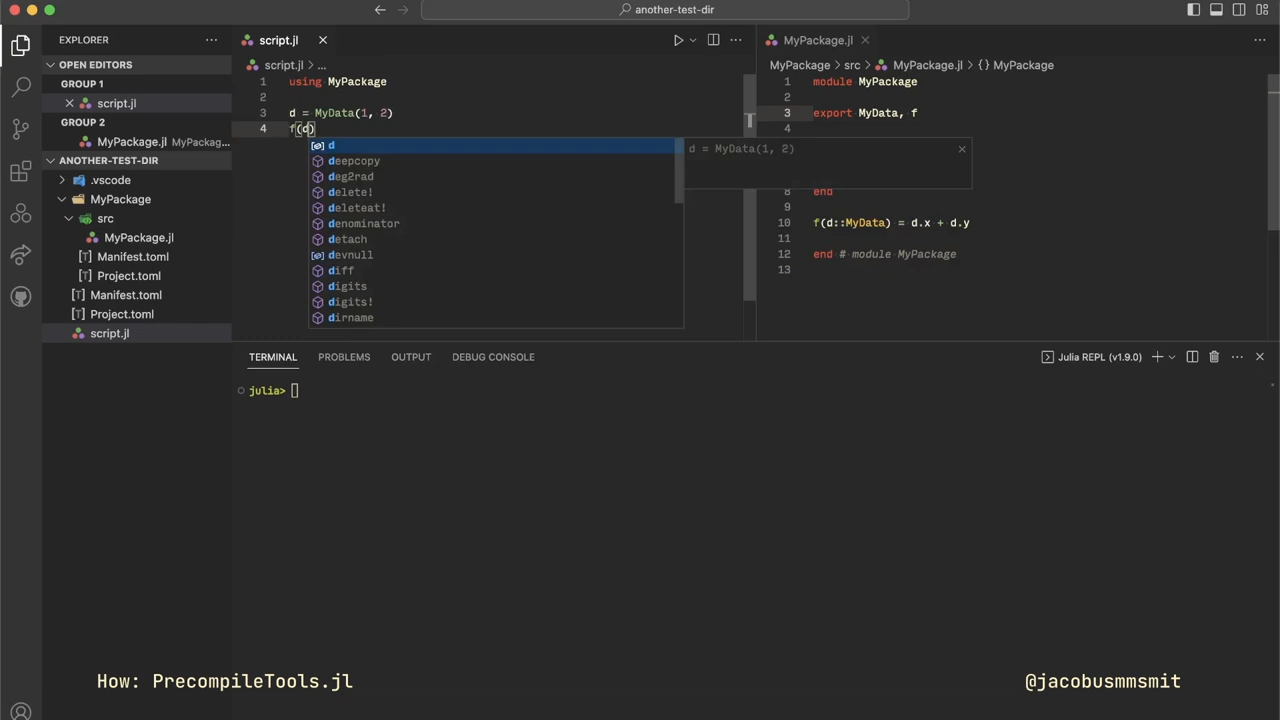 another-test-dir
EXPLORER
OPEN EDITORS
GROUP 1
script.jl
GROUP 2
MyPackage.jl MyPackag...
ANOTHER-TEST-DIR
.vscode
MyPackage
src
MyPackage.jl
[T] Manifest.toml
[T] Project.toml
[T] Manifest.toml
[T] Project.toml
script.jl
script.jl
script.jl > ...
1 using MyPackage
2
3 d = MyData(1, 2)
4 f(d)
d
deepcopy
deg2rad
delete!
deleteat!
denominator
detach
devnull
diff
digits
digits!
dirname
d = MyData(1, 2)
MyPackage.jl
MyPackage > src > MyPackage.jl > {} MyPackage
1 module MyPackage
2
3 export MyData, f
4
8 end
9
10 f(d::MyData) = d.x + d.y
11
12 end # module MyPackage
13
TERMINAL PROBLEMS OUTPUT DEBUG CONSOLE
Julia REPL (v1.9.0)
julia>
How: PrecompileTools.jl
@jacobusmmsmit